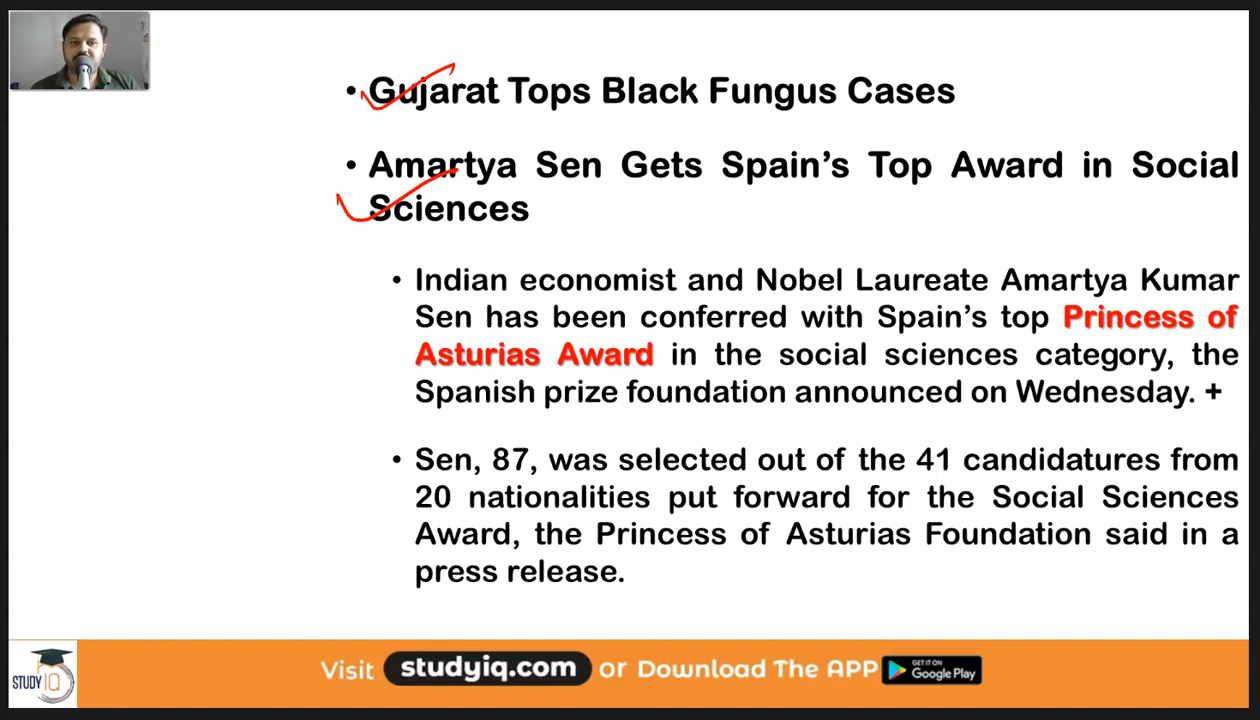 • Gujarat Tops Black Fungus Cases
• Amartya Sen Gets Spain’s Top Award in Social
Sciences
• Indian economist and Nobel Laureate Amartya Kumar
Sen has been conferred with Spain’s top Princess of
Asturias Award in the social sciences category, the
Spanish prize foundation announced on Wednesday. +
• Sen, 87, was selected out of the 41 candidatures from
20 nationalities put forward for the Social Sciences
Award, the Princess of Asturias Foundation said in a
press release.
STUDY IQ
Visit studyiq.com or Download The APP GET IT ON
Google Play